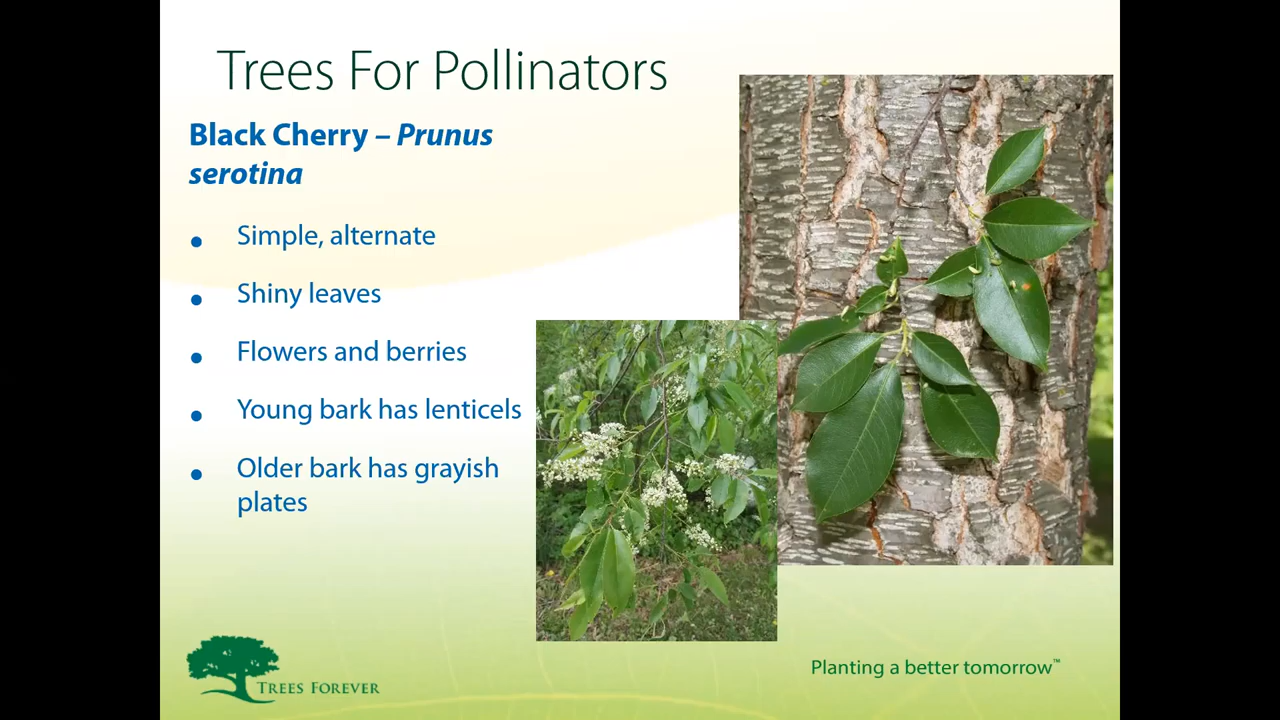 Trees For Pollinators
Black Cherry – Prunus
serotina
• Simple, alternate
• Shiny leaves
• Flowers and berries
• Young bark has lenticels
• Older bark has grayish
plates
TREES FOREVER
Planting a better tomorrow™